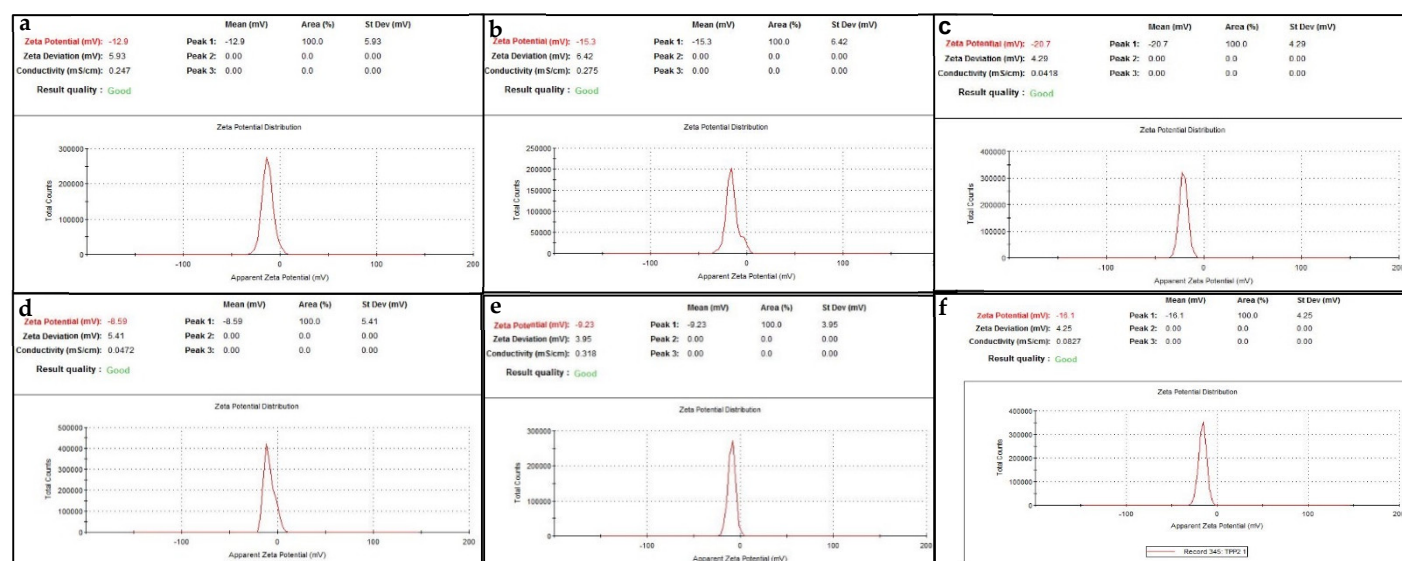 a
Mean (mV) Area (%) St Dev (mV)
Zeta Potential (mV): -12.9 Peak 1: -12.9 100.0 5.93
Zeta Deviation (mV): 5.93 Peak 2: 0.00 0.0 0.00
Conductivity (mS/cm): 0.247 Peak 3: 0.00 0.0 0.00
Result quality : Good
Zeta Potential Distribution
Total Counts
300000
200000
100000
0
-100 0 100 200
Apparent Zeta Potential (mV)
b
Mean (mV) Area (%) St Dev (mV)
Zeta Potential (mV): -15.3 Peak 1: -15.3 100.0 6.42
Zeta Deviation (mV): 6.42 Peak 2: 0.00 0.0 0.00
Conductivity (mS/cm): 0.275 Peak 3: 0.00 0.0 0.00
Result quality : Good
Zeta Potential Distribution
Total Counts
250000
200000
150000
100000
50000
0
-100 0 100
Apparent Zeta Potential (mV)
c
Mean (mV) Area (%) St Dev (mV)
Zeta Potential (mV): -20.7 Peak 1: -20.7 100.0 4.29
Zeta Deviation (mV): 4.29 Peak 2: 0.00 0.0 0.00
Conductivity (mS/cm): 0.0418 Peak 3: 0.00 0.0 0.00
Result quality : Good
Zeta Potential Distribution
Total Counts
400000
300000
200000
100000
0
-100 0 100 200
Apparent Zeta Potential (mV)
d
Mean (mV) Area (%) St Dev (mV)
Zeta Potential (mV): -8.59 Peak 1: -8.59 100.0 5.41
Zeta Deviation (mV): 5.41 Peak 2: 0.00 0.0 0.00
Conductivity (mS/cm): 0.0472 Peak 3: 0.00 0.0 0.00
Result quality : Good
Zeta Potential Distribution
Total Counts
500000
400000
300000
200000
100000
0
-100 0 100 200
Apparent Zeta Potential (mV)
e
Mean (mV) Area (%) St Dev (mV)
Zeta Potential (mV): -9.23 Peak 1: -9.23 100.0 3.95
Zeta Deviation (mV): 3.95 Peak 2: 0.00 0.0 0.00
Conductivity (mS/cm): 0.318 Peak 3: 0.00 0.0 0.00
Result quality : Good
Zeta Potential Distribution
Total Counts
300000
200000
100000
0
-100 0 100 200
Apparent Zeta Potential (mV)
f
Mean (mV) Area (%) St Dev (mV)
Zeta Potential (mV): -16.1 Peak 1: -16.1 100.0 4.25
Zeta Deviation (mV): 4.25 Peak 2: 0.00 0.0 0.00
Conductivity (mS/cm): 0.0827 Peak 3: 0.00 0.0 0.00
Result quality : Good
Zeta Potential Distribution
Total Counts
400000
300000
200000
100000
0
-100 0 100
Apparent Zeta Potential (mV)
Record 345: TPP2 1